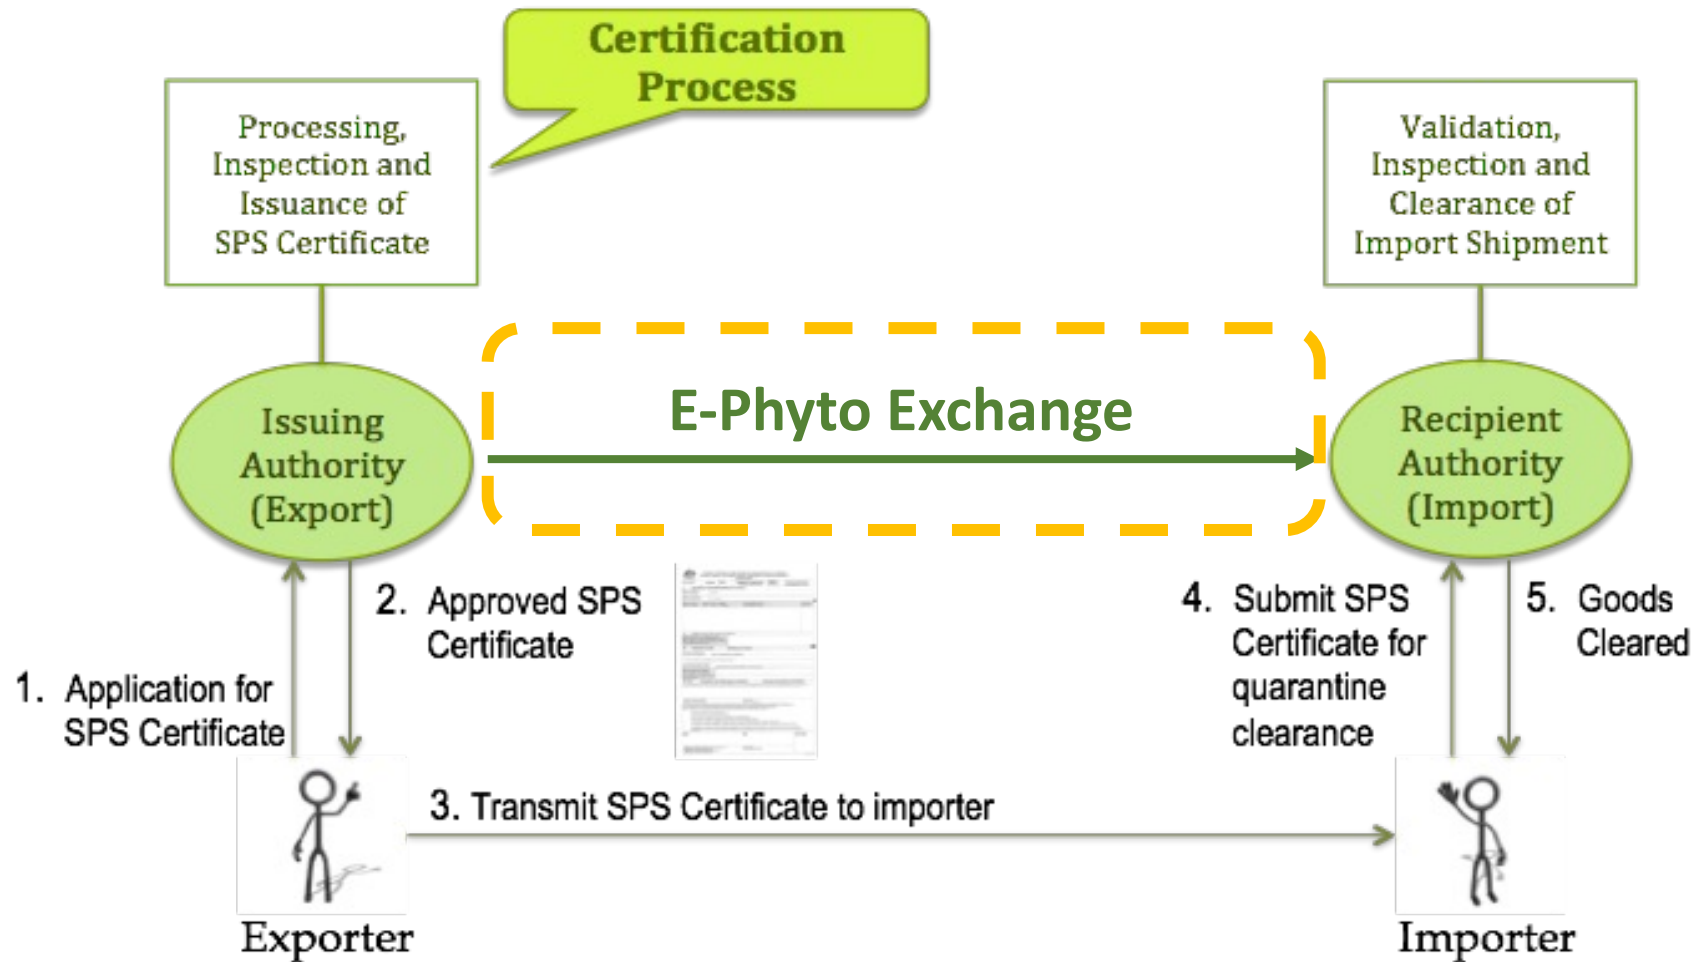 Certification
Process
Processing,
Inspection and
Issuance of
SPS Certificate
Validation,
Inspection and
Clearance of
Import Shipment
E-Phyto Exchange
Issuing
Authority
(Export)
Recipient
Authority
(Import)
1. Application for
SPS Certificate
2. Approved SPS
Certificate
3. Transmit SPS Certificate to importer
4. Submit SPS
Certificate for
quarantine
clearance
5. Goods
Cleared
Exporter
Importer